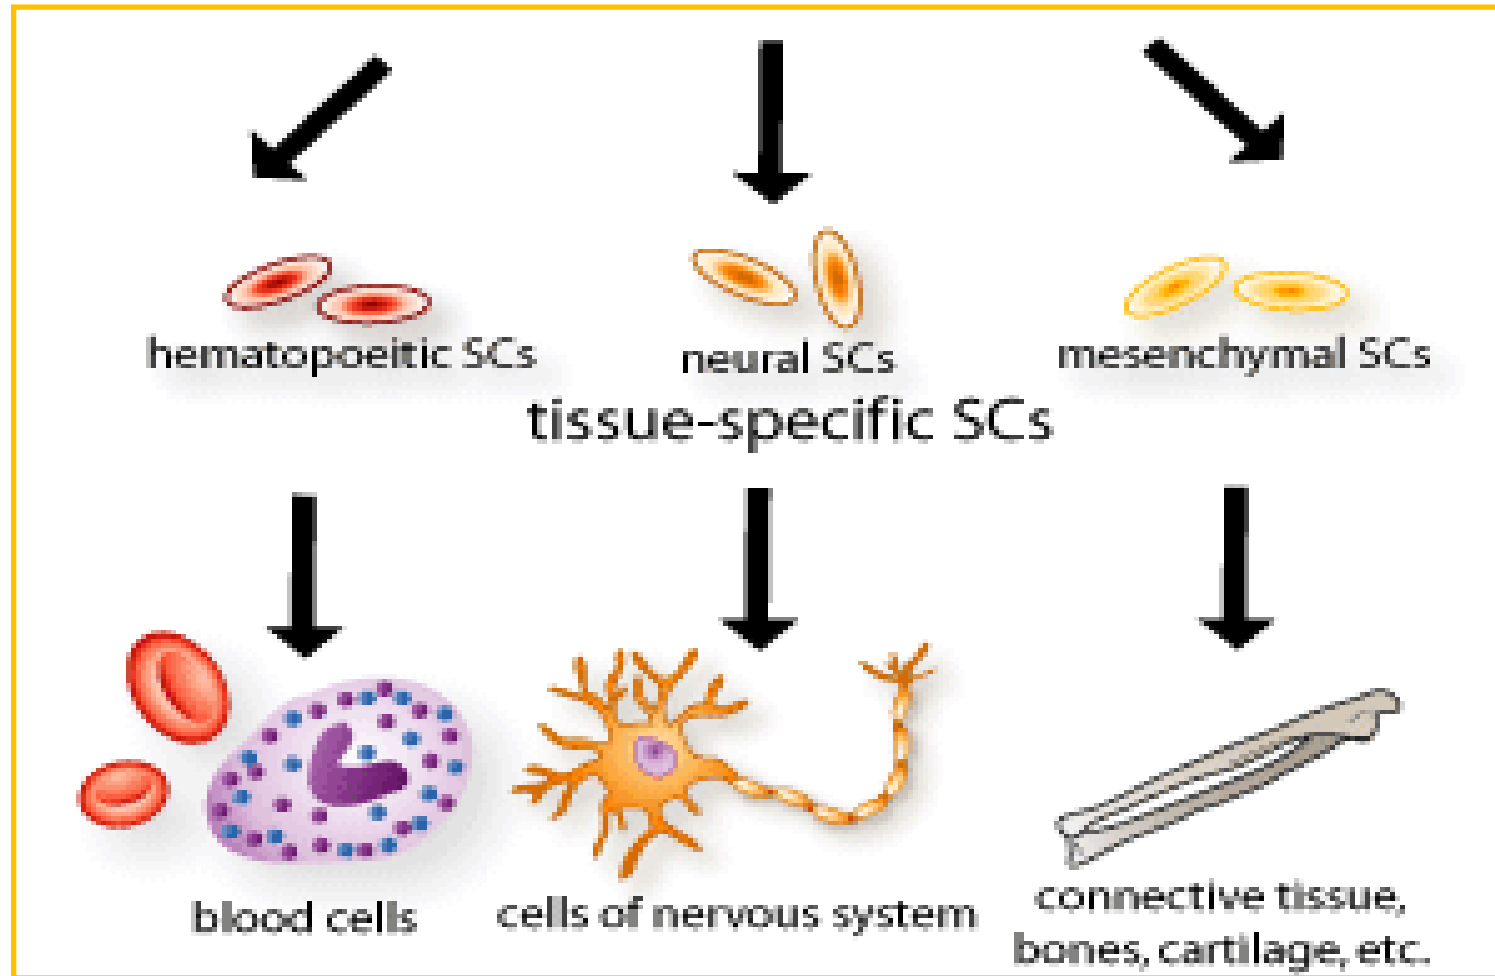 hematopoeitic SCs
neural SCs
mesenchymal SCs
tissue-specific SCs
blood cells
cells of nervous system
connective tissue,
bones, cartilage, etc.